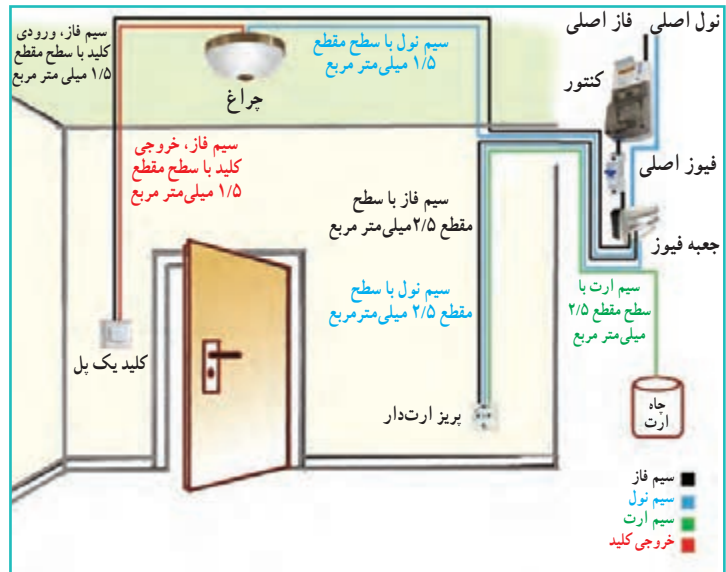 نول اصلی
فاز اصلی
کنتور
فیوز اصلی
جعبه فیوز
سیم فاز، ورودی
کلید با سطح مقطع
۱/۵ میلی متر مربع
سیم نول با سطح مقطع
۱/۵ میلی‌متر مربع
چراغ
سیم فاز، خروجی
کلید با سطح
مقطع ۱/۵ میلی‌متر مربع
سیم فاز با سطح
مقطع ۲/۵میلی‌متر مربع
سیم نول با سطح
مقطع ۲/۵ میلی‌مترمربع
سیم ارت با
سطح مقطع ۲/۵
میلی‌متر مربع
کلید یک پل
پریز ارت‌دار
چاه
ارت
سیم فاز
سیم نول
سیم ارت
خروجی کلید